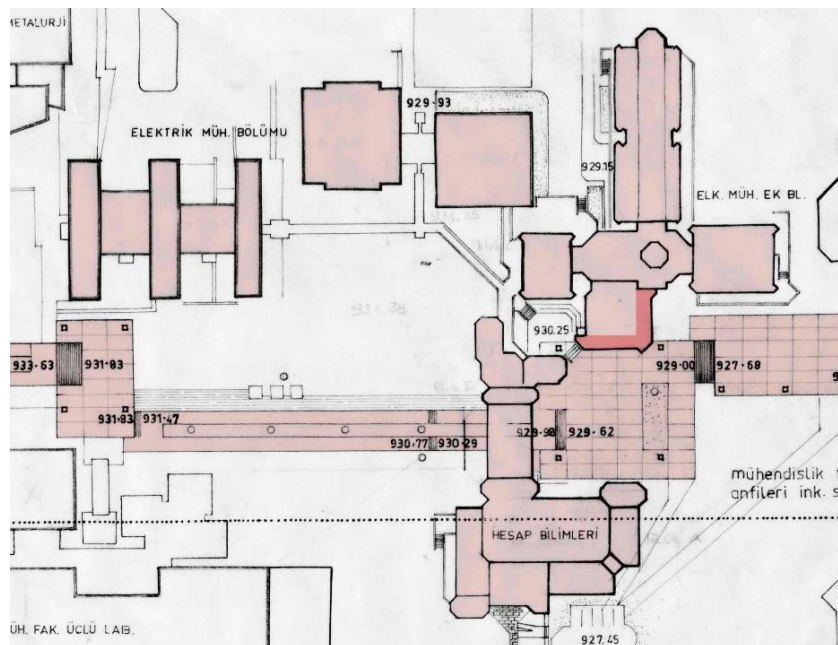 METALURJİ
ELEKTRİK MÜH. BÖLÜMÜ
929.93
929.15
ELK. MÜH. EK BL.
930.25
933.63
931.83
929.00
927.68
931.83
931.47
930.77
930.29
929.98
929.62
mühendislik
anfileri ink. s
HESAP BİLİMLERİ
ÜH. FAK. ÜÇLÜ LAB.
927.45